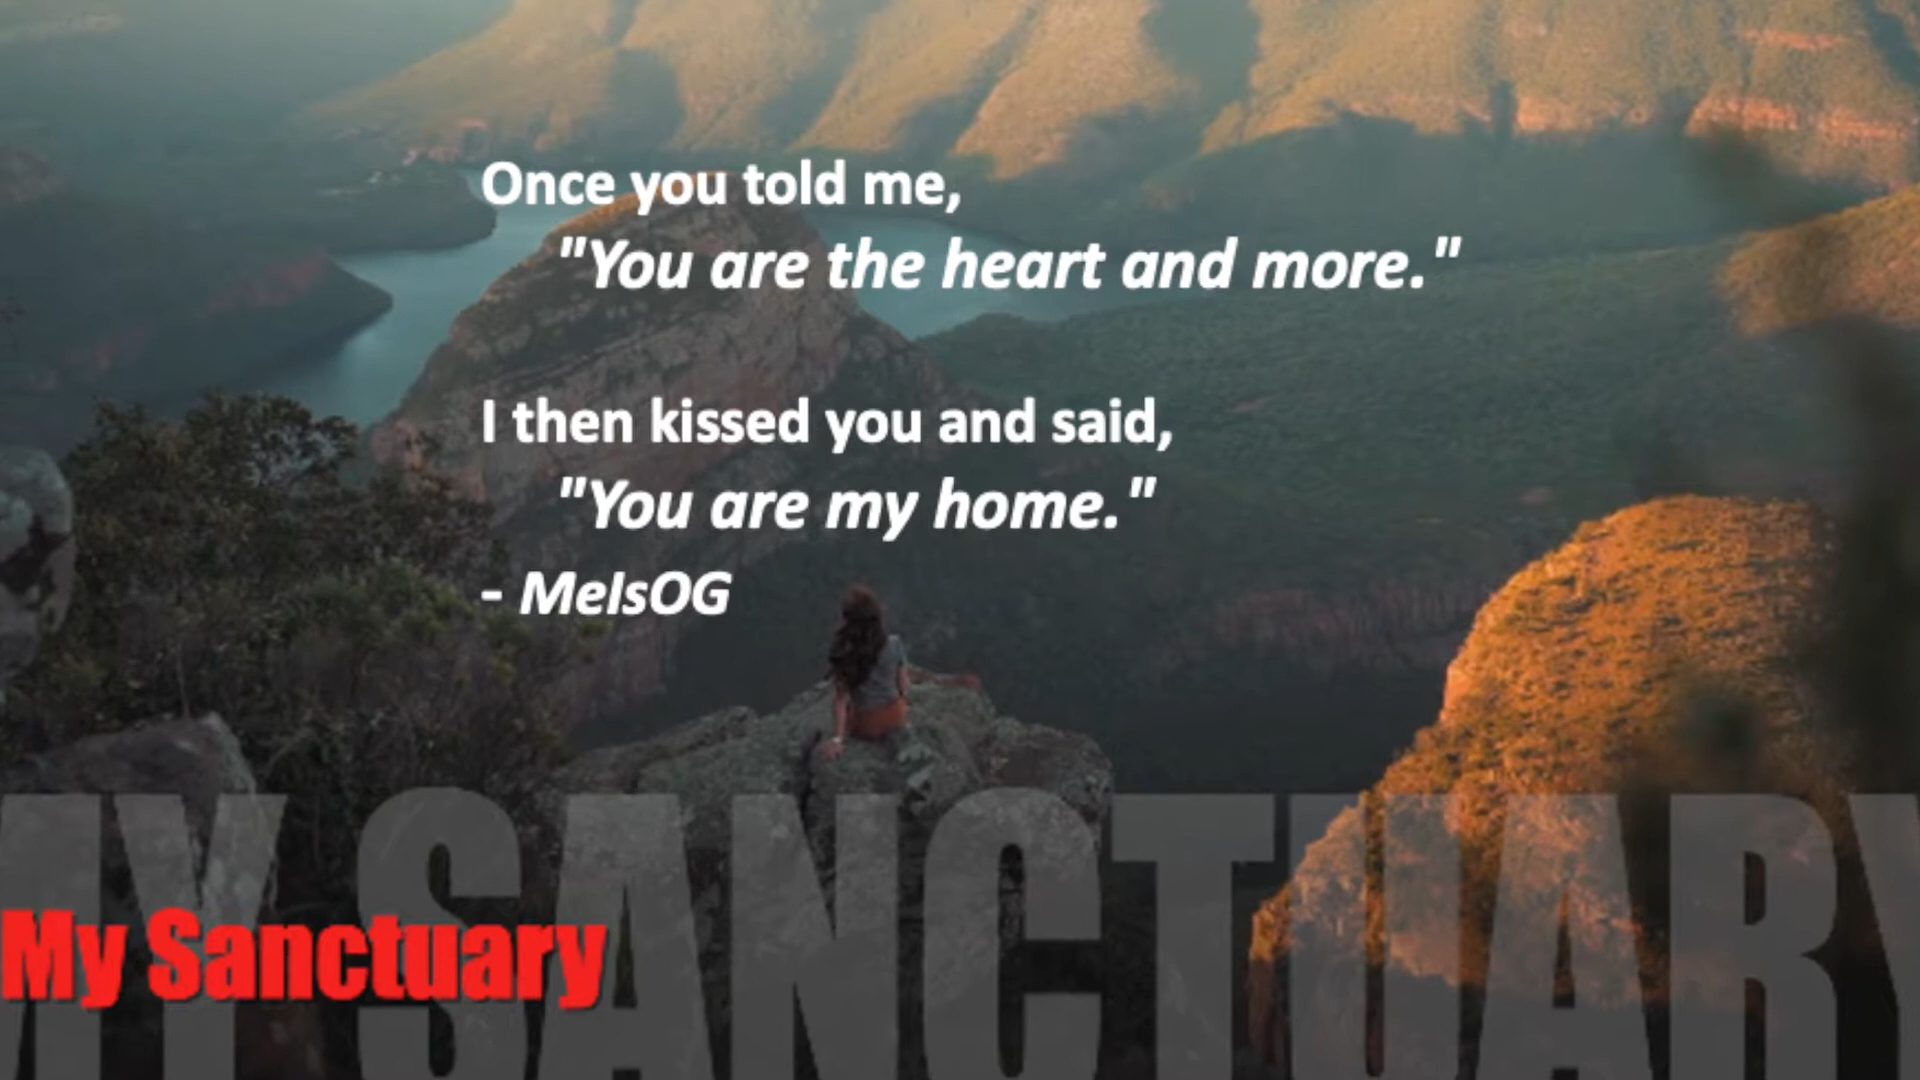 Once you told me,
"You are the heart and more."
I then kissed you and said,
"You are my home."
- MeIsOG
MY SANCTUARY
My Sanctuary